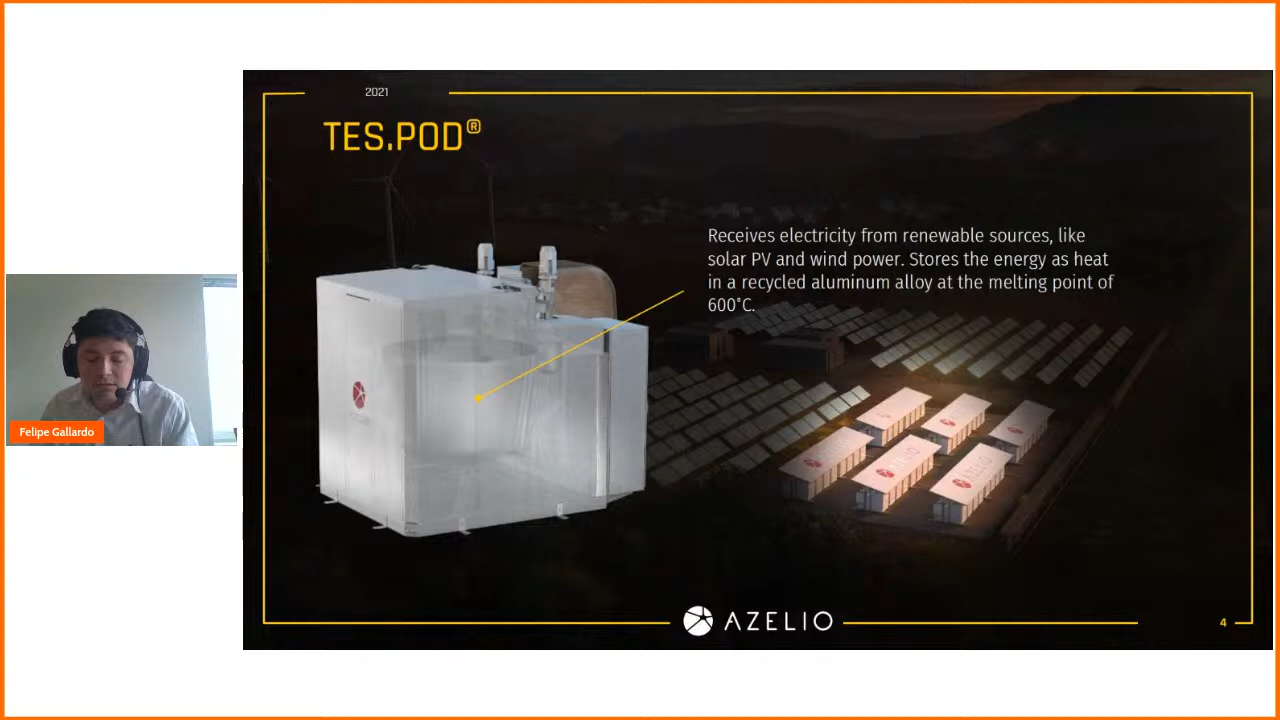 2021
TES.POD®
Receives electricity from renewable sources, like
solar PV and wind power. Stores the energy as heat
in a recycled aluminum alloy at the melting point of
600°C.
Felipe Gallardo
AZELIO
AZELIO
4